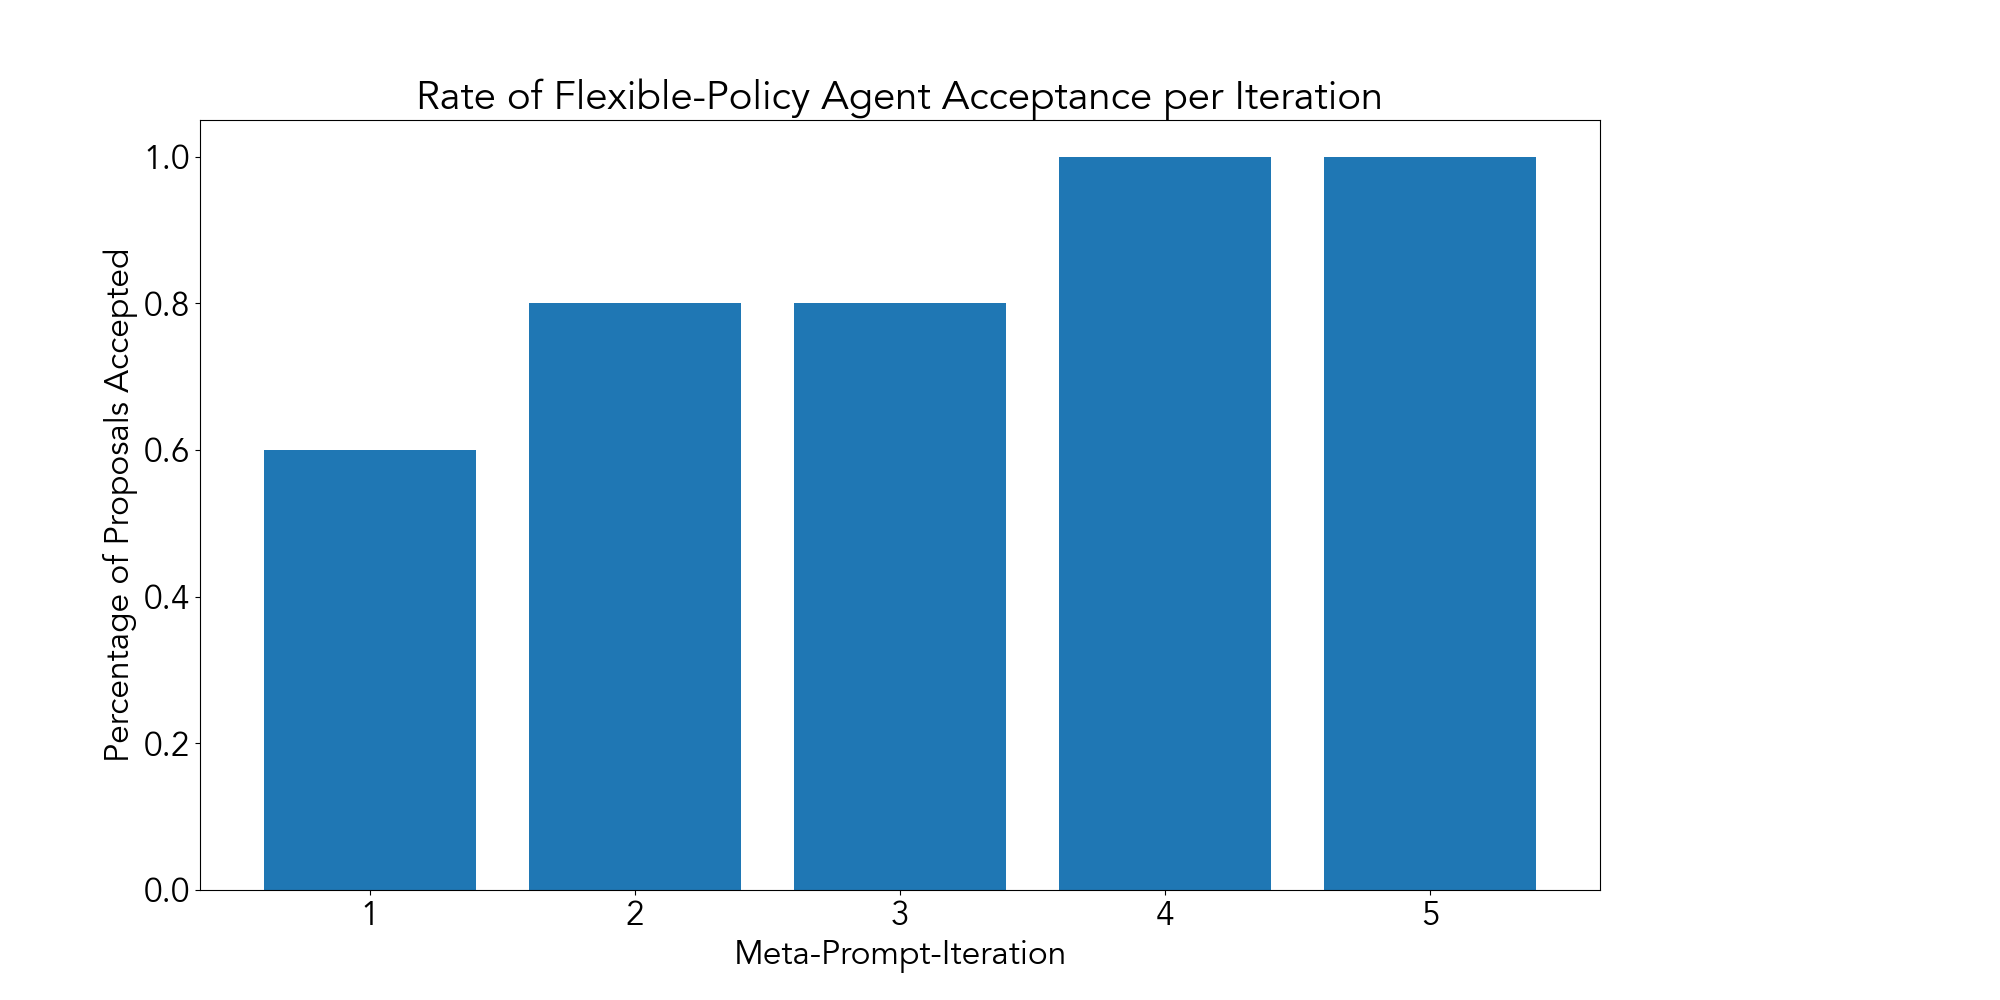 Rate of Flexible-Policy Agent Acceptance per Iteration
Percentage of Proposals Accepted
1.0
0.8
0.6
0.4
0.2
0.0
1 2 3 4 5
Meta-Prompt-Iteration